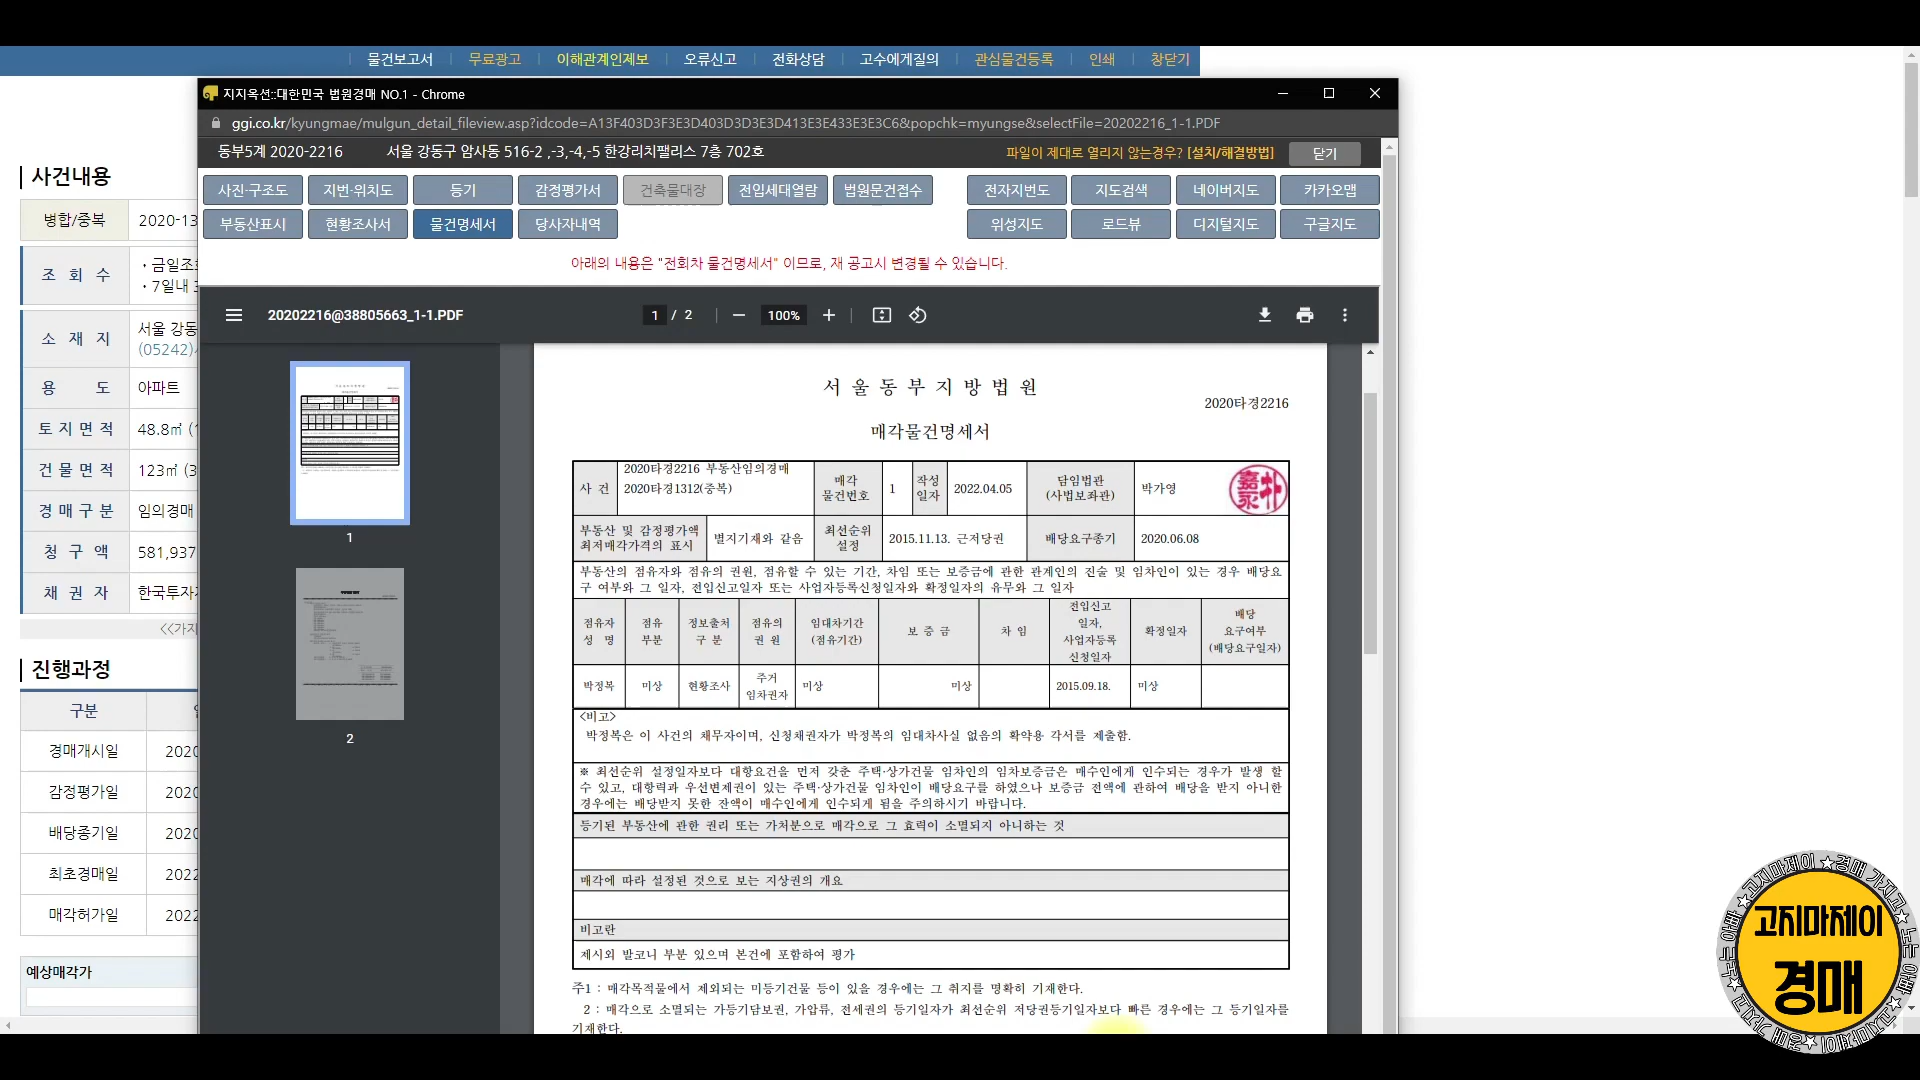 물건보고서 무료광고 이해관계인제보 오류신고 전화상담 고수에게질의 관심물건등록 인쇄 창닫기
지지옥션::대한민국 법원경매 NO.1 - Chrome
ggi.co.kr/kyungmae/mulgun_detail_fileview.asp?idcode=A13F403D3F3E3D403D3D3E3D413E3E433E3E3C6&popchk=myungse&selectFile=20202216_1-1.PDF
동부5계 2020-2216 서울 강동구 암사동 516-2 ,-3,-4,-5 한강리치팰리스 7층 702호 파일이 제대로 열리지 않는경우? [설치/해결방법] 닫기
사진·구조도 지번·위치도 등기 감정평가서 건축물대장 전입세대열람 법원문건접수 전자지번도 지도검색 네이버지도 카카오맵
부동산표시 현황조사서 물건명세서 당사자내역 위성지도 로드뷰 디지털지도 구글지도
아래의 내용은 "전회차 물건명세서" 이므로, 재 공고시 변경될 수 있습니다.
20202216@38805663_1-1.PDF 1 / 2 100%
1
2
사건내용
병합/중복 2020-13
조 회 수
· 금일조
· 7일내
소 재 지
서울 강동
(05242)
용 도 아파트
토 지 면 적 48.8㎡
건 물 면 적 123㎡ (3
경 매 구 분 임의경매
청 구 액 581,937
채 권 자 한국투자
<<가지
진행과정
구분
경매개시일 2020
감정평가일 2020
배당종기일 2020
최초경매일 2022
매각허가일 2022
예상매각가
서 울 동 부 지 방 법 원
2020타경2216
매각물건명세서
사 건
2020타경2216 부동산임의경매
2020타경1312(중복)
매각
물건번호
1
작성
일자
2022.04.05
담임법관
(사법보좌관)
박가영
부동산 및 감정평가액
최저매각가격의 표시
별지기재와 같음
최선순위
설정
2015.11.13. 근저당권
배당요구종기
2020.06.08
부동산의 점유자와 점유의 권원, 점유할 수 있는 기간, 차임 또는 보증금에 관한 관계인의 진술 및 임차인이 있는 경우 배당요
구 여부와 그 일자, 전입신고일자 또는 사업자등록신청일자와 확정일자의 유무와 그 일자
점유자
성 명
점유
부분
정보출처
구 분
점유의
권 원
임대차기간
(점유기간)
보 증 금
차 임
전입신고
일자,
사업자등록
신청일자
확정일자
배당
요구여부
(배당요구일자)
박정복
미상
현황조사
주거
임차권자
미상
미상
2015.09.18.
미상
<비고>
박정복은 이 사건의 채무자이며, 신청채권자가 박정복의 임대차사실 없음의 확약용 각서를 제출함.
※ 최선순위 설정일자보다 대항요건을 먼저 갖춘 주택·상가건물 임차인의 임차보증금은 매수인에게 인수되는 경우가 발생 할
수 있고, 대항력과 우선변제권이 있는 주택·상가건물 임차인이 배당요구를 하였으나 보증금 전액에 관하여 배당을 받지 아니한
경우에는 배당받지 못한 잔액이 매수인에게 인수되게 됨을 주의하시기 바랍니다.
등기된 부동산에 관한 권리 또는 가처분으로 매각으로 그 효력이 소멸되지 아니하는 것
매각에 따라 설정된 것으로 보는 지상권의 개요
비고란
제시외 발코니 부분 있으며 본건에 포함하여 평가
주1 : 매각목적물에서 제외되는 미등기건물 등이 있을 경우에는 그 취지를 명확히 기재한다.
2 : 매각으로 소멸되는 가등기담보권, 가압류, 전세권의 등기일자가 최선순위 저당권등기일자보다 빠른 경우에는 그 등기일자를
기재한다.
고지마제이
경매